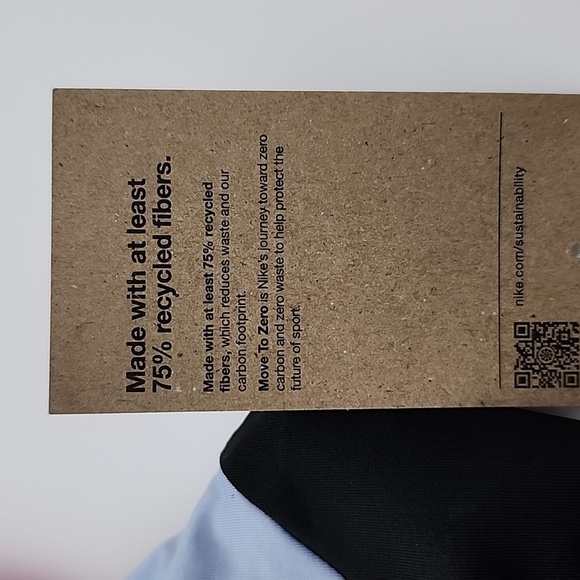 Made with at least
75% recycled fibers.
Made with at least 75% recycled
fibers, which reduces waste and our
carbon footprint.
Move To Zero is Nike's journey toward zero
carbon and zero waste to help protect the
future of sport.
nike.com/sustainability